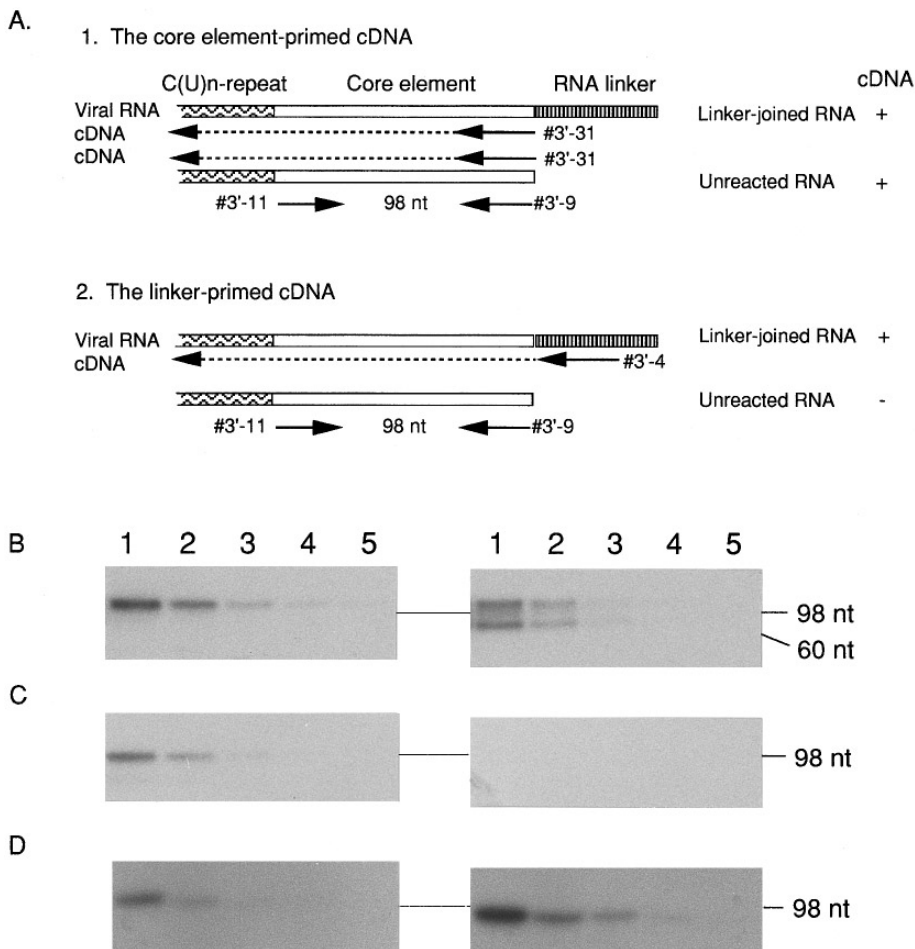 A.
1. The core element-primed cDNA
C(U)n-repeat Core element RNA linker cDNA
Viral RNA Linker-joined RNA +
cDNA #3'-31
cDNA #3'-31
Unreacted RNA +
#3'-11 98 nt #3'-9
2. The linker-primed cDNA
Viral RNA Linker-joined RNA +
cDNA #3'-4
Unreacted RNA -
#3'-11 98 nt #3'-9
B 1 2 3 4 5 1 2 3 4 5
98 nt
60 nt
C
98 nt
D
98 nt